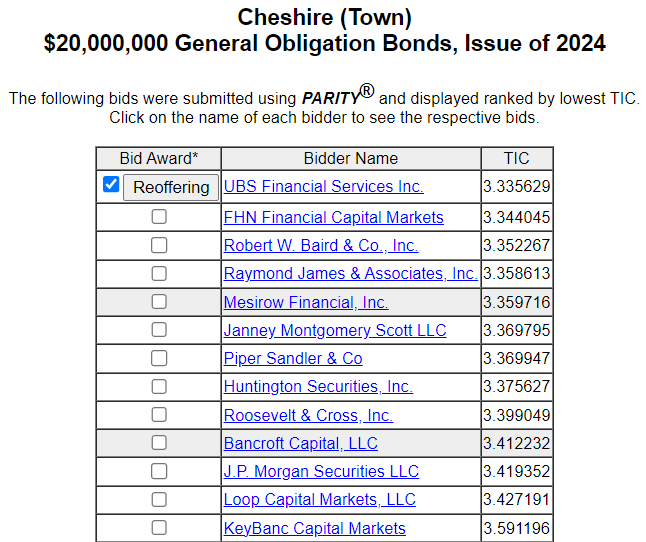 Cheshire (Town)
$20,000,000 General Obligation Bonds, Issue of 2024
The following bids were submitted using PARITY® and displayed ranked by lowest TIC.
Click on the name of each bidder to see the respective bids.
Bid Award* Bidder Name TIC
Reoffering UBS Financial Services Inc. 3.335629
FHN Financial Capital Markets 3.344045
Robert W. Baird & Co., Inc. 3.352267
Raymond James & Associates, Inc. 3.358613
Mesirow Financial, Inc. 3.359716
Janney Montgomery Scott LLC 3.369795
Piper Sandler & Co 3.369947
Huntington Securities, Inc. 3.375627
Roosevelt & Cross, Inc. 3.399049
Bancroft Capital, LLC 3.412232
J.P. Morgan Securities LLC 3.419352
Loop Capital Markets, LLC 3.427191
KeyBanc Capital Markets 3.591196